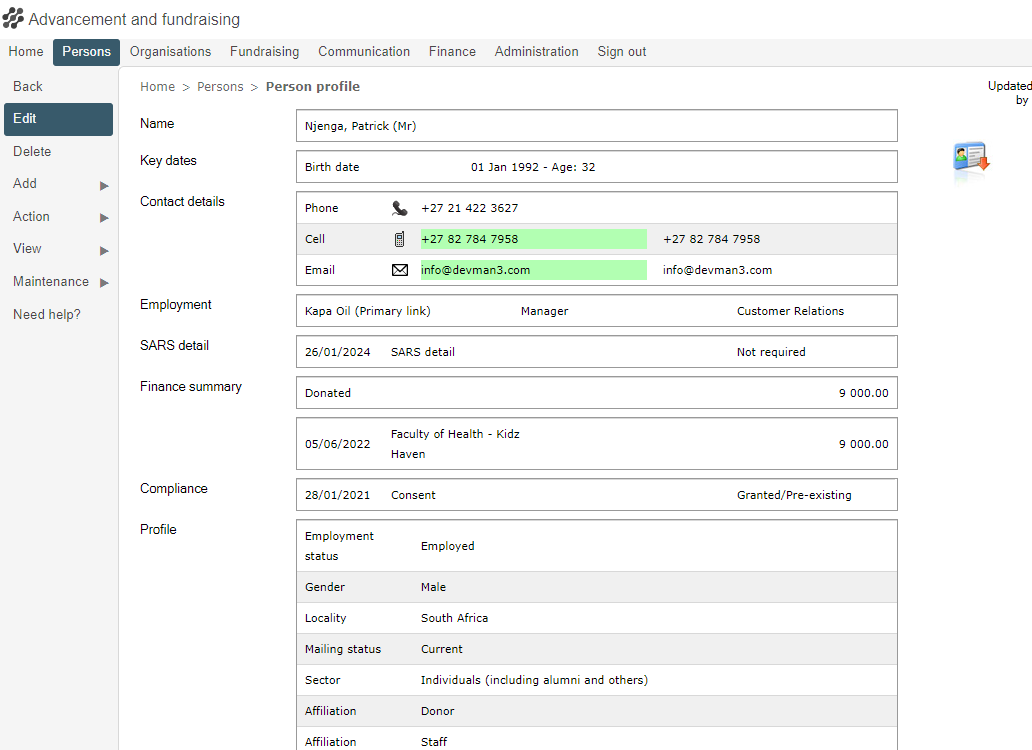 Advancement and fundraising
Home Persons Organisations Fundraising Communication Finance Administration Sign out
Back
Edit
Delete
Add
Action
View
Maintenance
Need help?
Home > Persons > Person profile
Updated
by
Name
Njenga, Patrick (Mr)
Key dates
Birth date 01 Jan 1992 - Age: 32
Contact details
Phone +27 21 422 3627
Cell +27 82 784 7958 +27 82 784 7958
Email info@devman3.com info@devman3.com
Employment
Kapa Oil (Primary link) Manager Customer Relations
SARS detail
26/01/2024 SARS detail Not required
Finance summary
Donated 9 000.00
05/06/2022 Faculty of Health - Kidz
Haven 9 000.00
Compliance
28/01/2021 Consent Granted/Pre-existing
Profile
Employment
status Employed
Gender Male
Locality South Africa
Mailing status Current
Sector Individuals (including alumni and others)
Affiliation Donor
Affiliation Staff